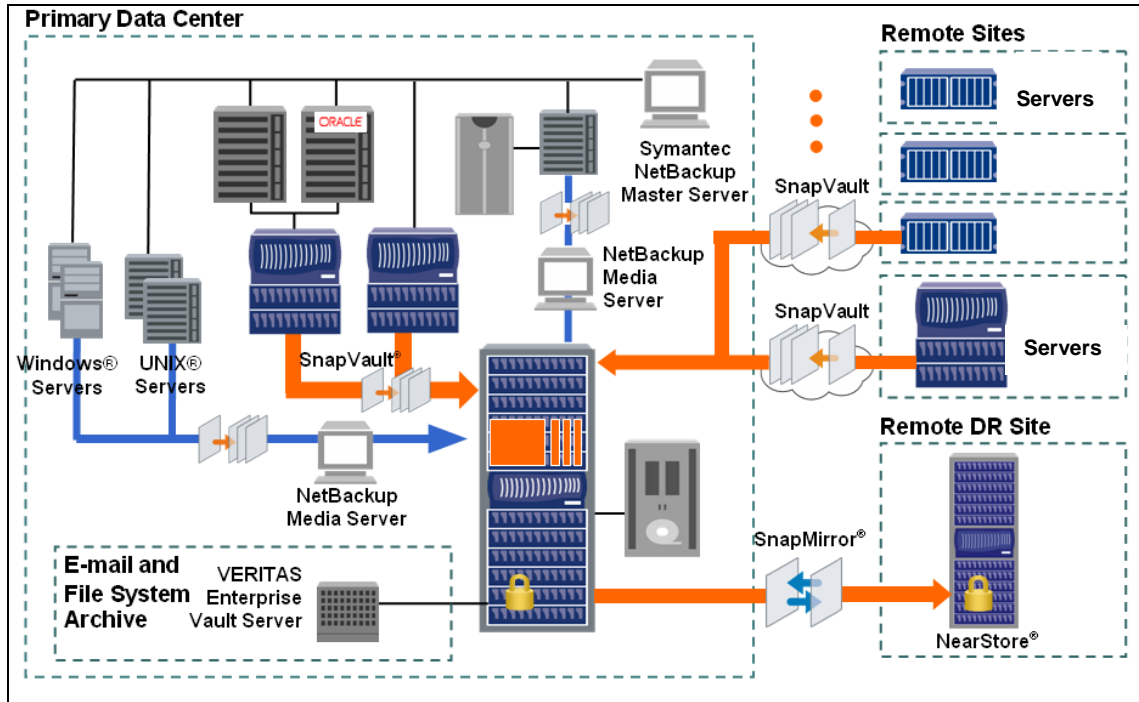 Primary Data Center
Remote Sites
Servers
ORACLE
Symantec
NetBackup
Master Server
SnapVault
NetBackup
Media
Server
SnapVault
Servers
Windows®
Servers
UNIX®
Servers
SnapVault®
NetBackup
Media Server
Remote DR Site
SnapMirror®
NearStore®
E-mail and
File System
Archive
VERITAS
Enterprise
Vault Server